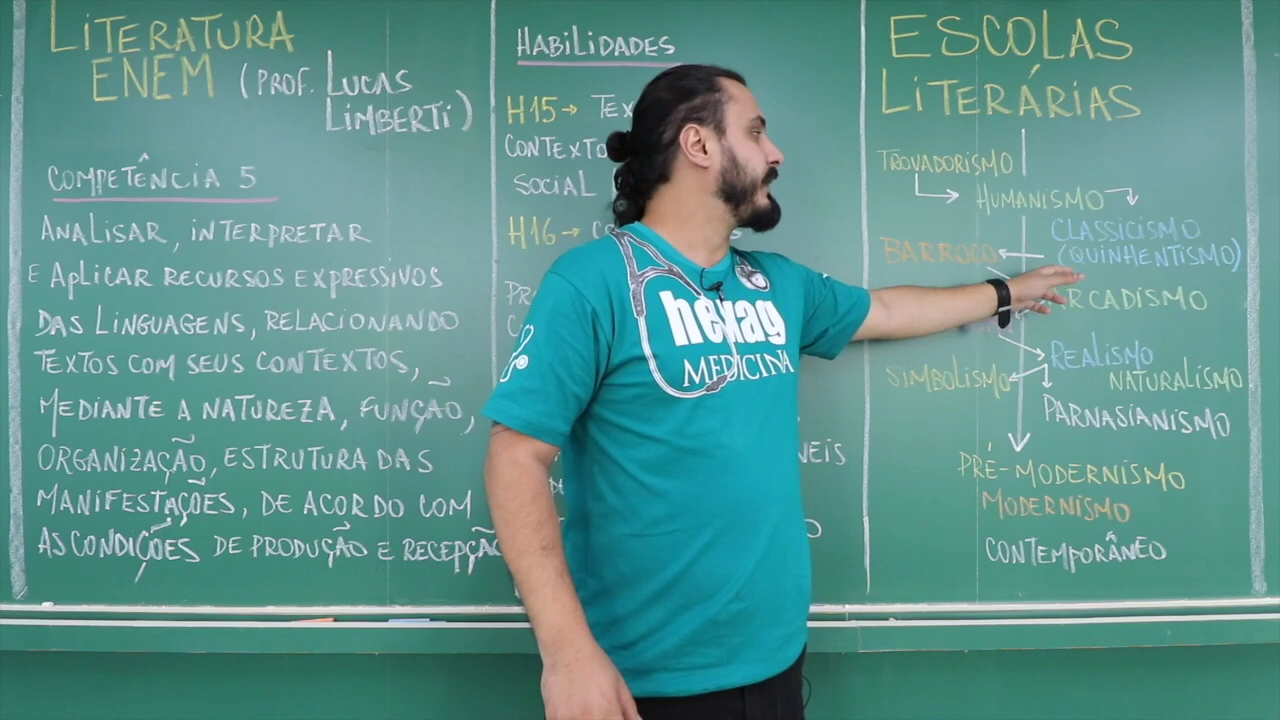 LITERATURA
ENEM (PROF. LUCAS
LIMBERTI)
COMPETÊNCIA 5
ANALISAR, INTERPRETAR
E APLICAR RECURSOS EXPRESSIVOS
DAS LINGUAGENS, RELACIONANDO
TEXTOS COM SEUS CONTEXTOS,
MEDIANTE A NATUREZA, FUNÇÃO,
ORGANIZAÇÃO, ESTRUTURA DAS
MANIFESTAÇÕES, DE ACORDO COM
AS CONDIÇÕES DE PRODUÇÃO E RECEPÇÃO
HABILIDADES
H15→
CONTEXTO
SOCIAL
H16→
hexag
MEDICINA
ESCOLAS
LITERÁRIAS
TROVADORISMO
HUMANISMO
CLASSICISMO
BARROCO (QUINHENTISMO)
ARCADISMO
REALISMO
SIMBOLISMO NATURALISMO
PARNASIANISMO
PRÉ-MODERNISMO
MODERNISMO
CONTEMPORÂNEO